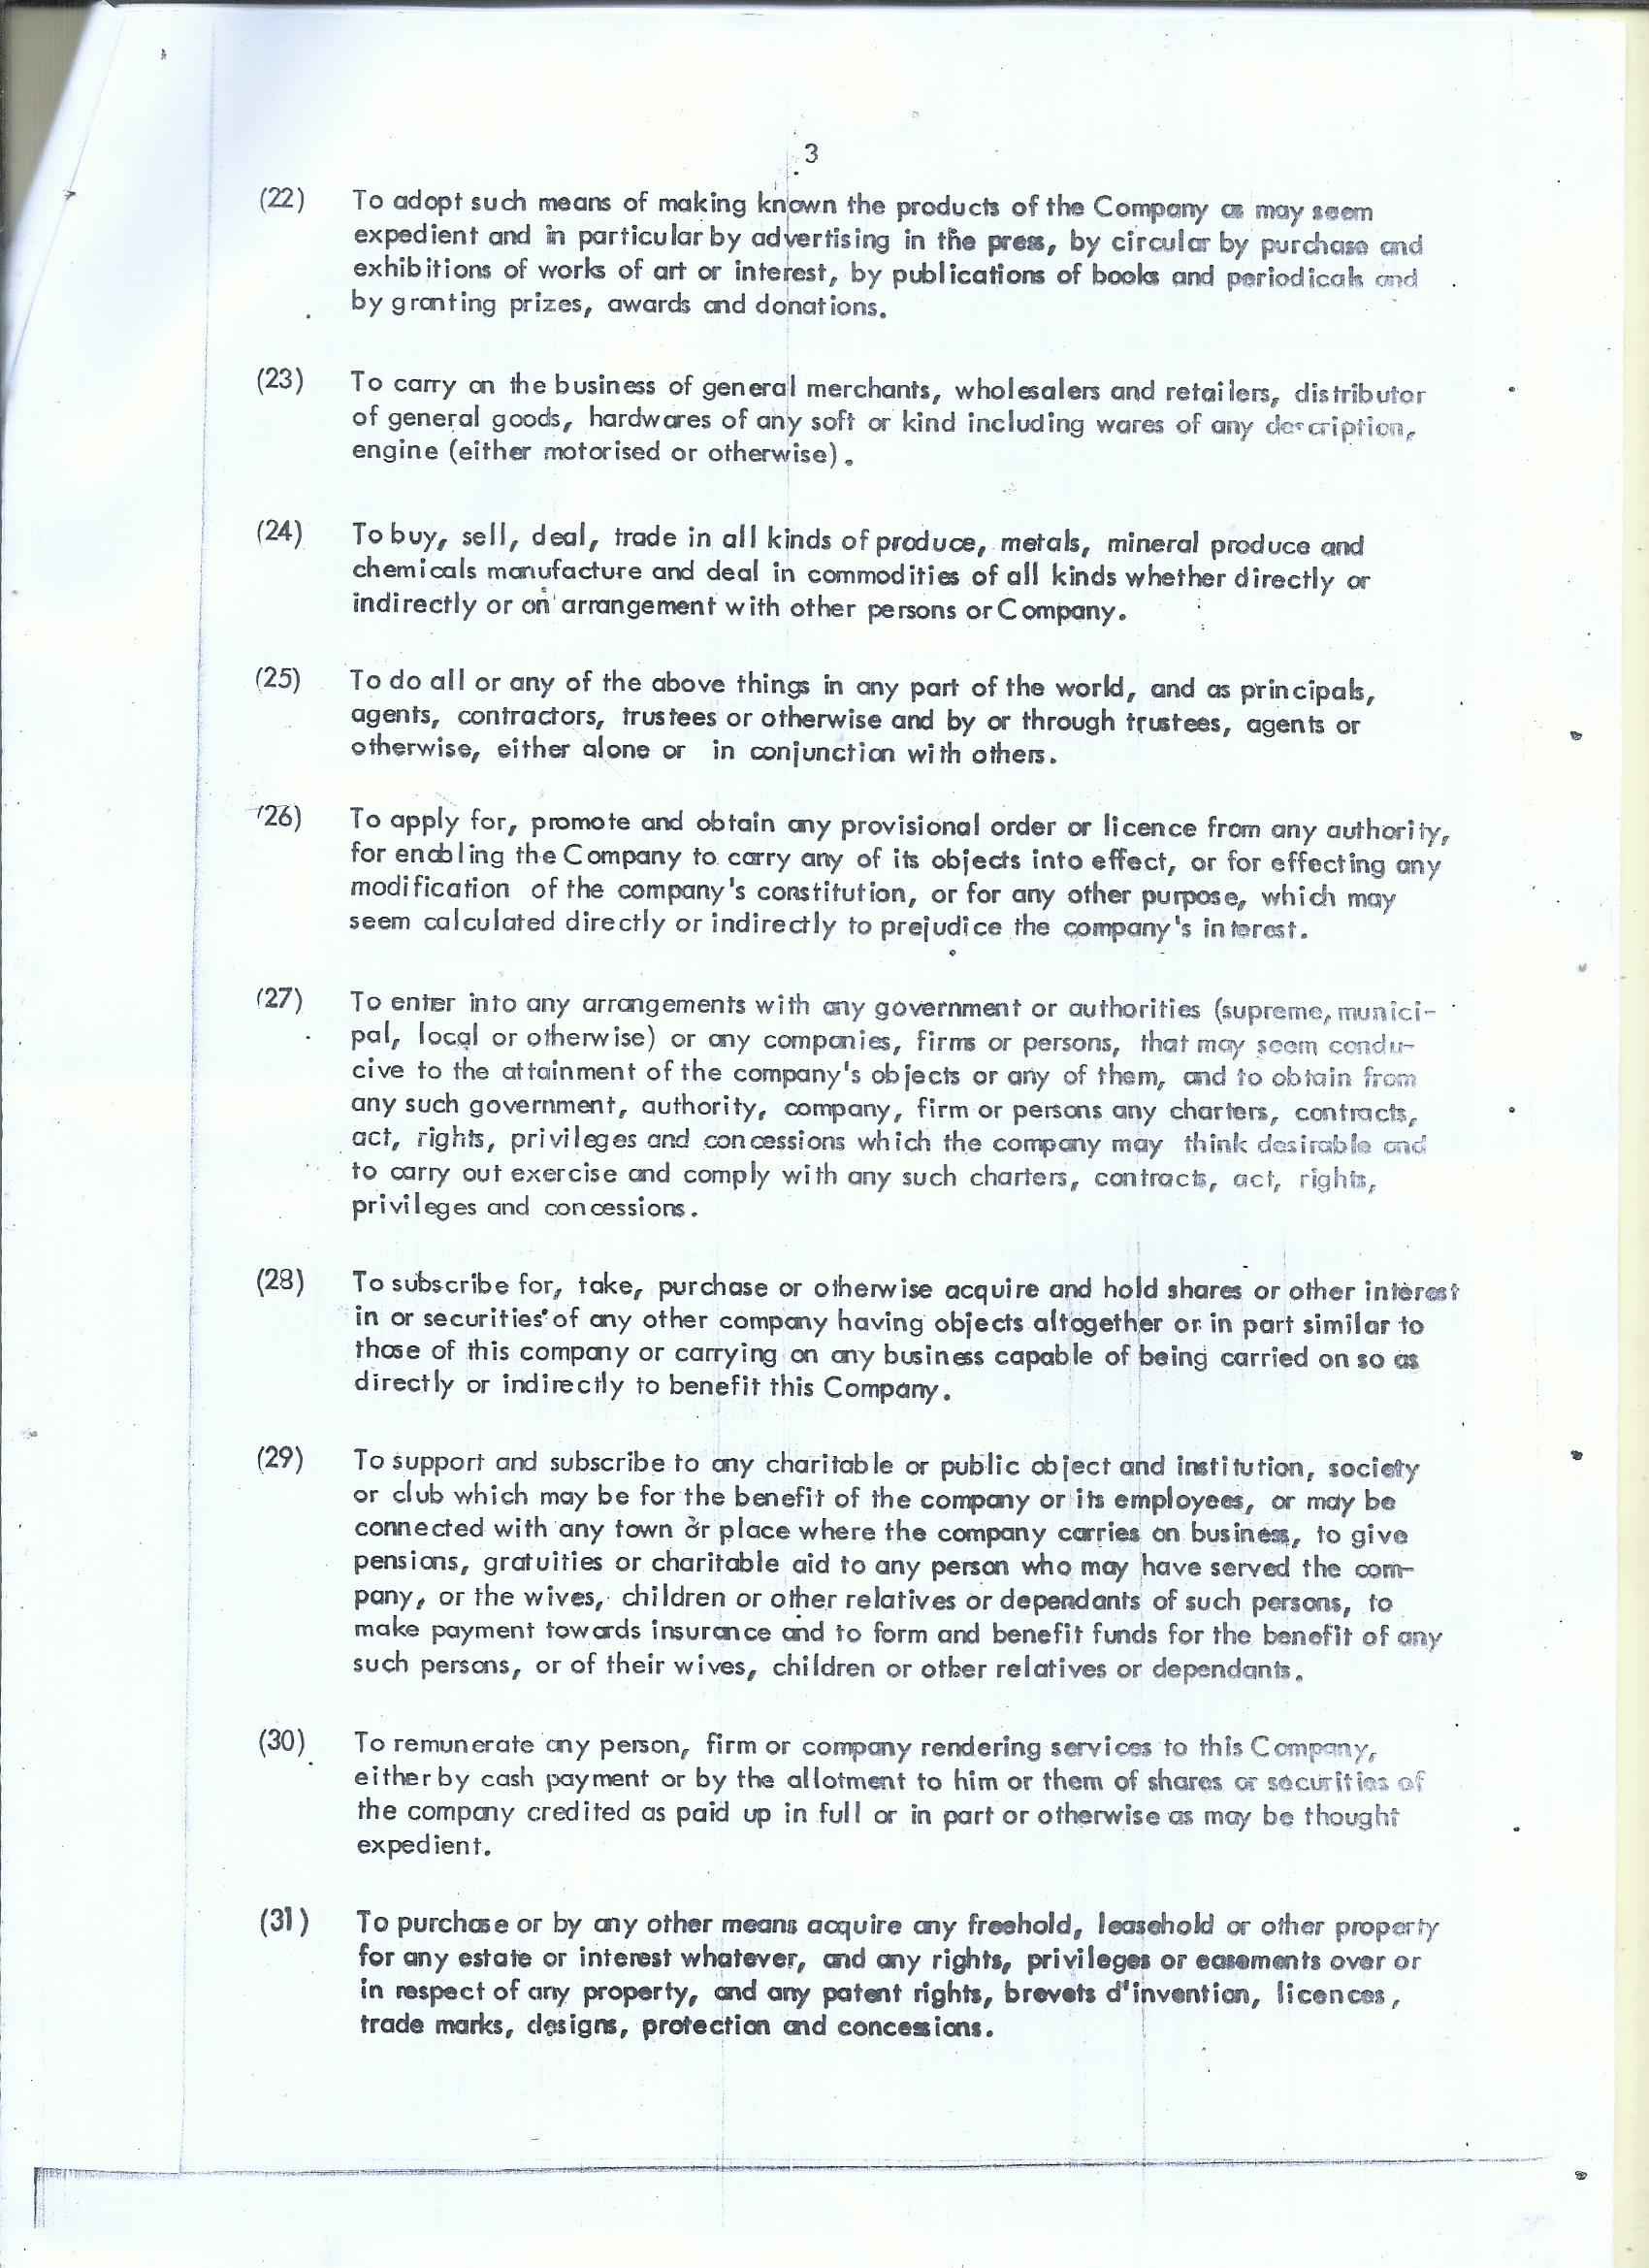 3
(22) To adopt such means of making known the products of the Company as may seem
expedient and in particular by advertising in the press, by circular by purchase and
exhibitions of works of art or interest, by publications of books and periodicals and
by granting prizes, awards and donations.
(23) To carry on the business of general merchants, wholesalers and retailers, distributor
of general goods, hardwares of any soft or kind including wares of any description,
engine (either motorised or otherwise).
(24) To buy, sell, deal, trade in all kinds of produce, metals, mineral produce and
chemicals manufacture and deal in commodities of all kinds whether directly or
indirectly or on arrangement with other persons or Company.
(25) To do all or any of the above things in any part of the world, and as principals,
agents, contractors, trustees or otherwise and by or through trustees, agents or
otherwise, either alone or in conjunction with others.
(26) To apply for, promote and obtain any provisional order or licence from any authority,
for enabling the Company to carry any of its objects into effect, or for effecting any
modification of the company's constitution, or for any other purpose, which may
seem calculated directly or indirectly to prejudice the company's interest.
(27) To enter into any arrangements with any government or authorities (supreme, munici-
pal, local or otherwise) or any companies, firms or persons, that may seem condu-
cive to the attainment of the company's objects or any of them, and to obtain from
any such government, authority, company, firm or persons any charters, contracts,
act, rights, privileges and concessions which the company may think desirable and
to carry out exercise and comply with any such charters, contracts, act, rights,
privileges and concessions.
(28) To subscribe for, take, purchase or otherwise acquire and hold shares or other interest
in or securities of any other company having objects altogether or in part similar to
those of this company or carrying on any business capable of being carried on so as
directly or indirectly to benefit this Company.
(29) To support and subscribe to any charitable or public object and institution, society
or club which may be for the benefit of the company or its employees, or may be
connected with any town or place where the company carries on business, to give
pensions, gratuities or charitable aid to any person who may have served the com-
pany, or the wives, children or other relatives or dependants of such persons, to
make payment towards insurance and to form and benefit funds for the benefit of any
such persons, or of their wives, children or other relatives or dependants.
(30) To remunerate any person, firm or company rendering services to this Company,
either by cash payment or by the allotment to him or them of shares or securities of
the company credited as paid up in full or in part or otherwise as may be thought
expedient.
(31) To purchase or by any other means acquire any freehold, leasehold or other property
for any estate or interest whatever, and any rights, privileges or easements over or
in respect of any property, and any patent rights, brevets d'invention, licences,
trade marks, designs, protection and concessions.